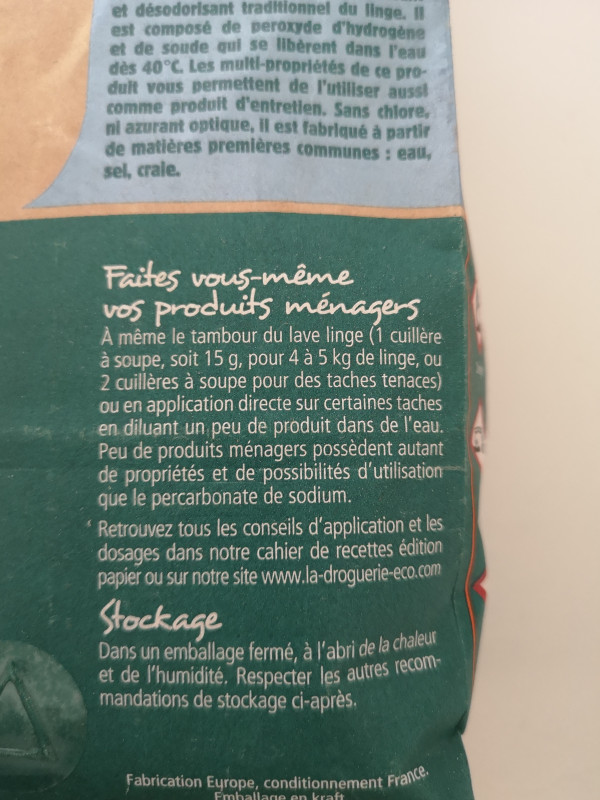 et désodorisant traditionnel du linge. Il
est composé de peroxyde d'hydrogène
et de soude qui se libèrent dans l'eau
dès 40°C. Les multi-propriétés de ce pro-
duit vous permettent de l'utiliser aussi
comme produit d'entretien. Sans chlore,
ni azurant optique, il est fabriqué à partir
de matières premières communes : eau,
sel, craie.
Faites vous-même
vos produits ménagers
À même le tambour du lave linge (1 cuillère
à soupe, soit 15 g, pour 4 à 5 kg de linge, ou
2 cuillères à soupe pour des taches tenaces)
ou en application directe sur certaines taches
en diluant un peu de produit dans de l'eau.
Peu de produits ménagers possèdent autant
de propriétés et de possibilités d'utilisation
que le percarbonate de sodium.
Retrouvez tous les conseils d'application et les
dosages dans notre cahier de recettes édition
papier ou sur notre site www.la-droguerie-eco.com
Stockage
Dans un emballage fermé, à l'abri de la chaleur
et de l'humidité. Respecter les autres recom-
mandations de stockage ci-après.
Fabrication Europe, conditionnement France.
Emballage en kraft